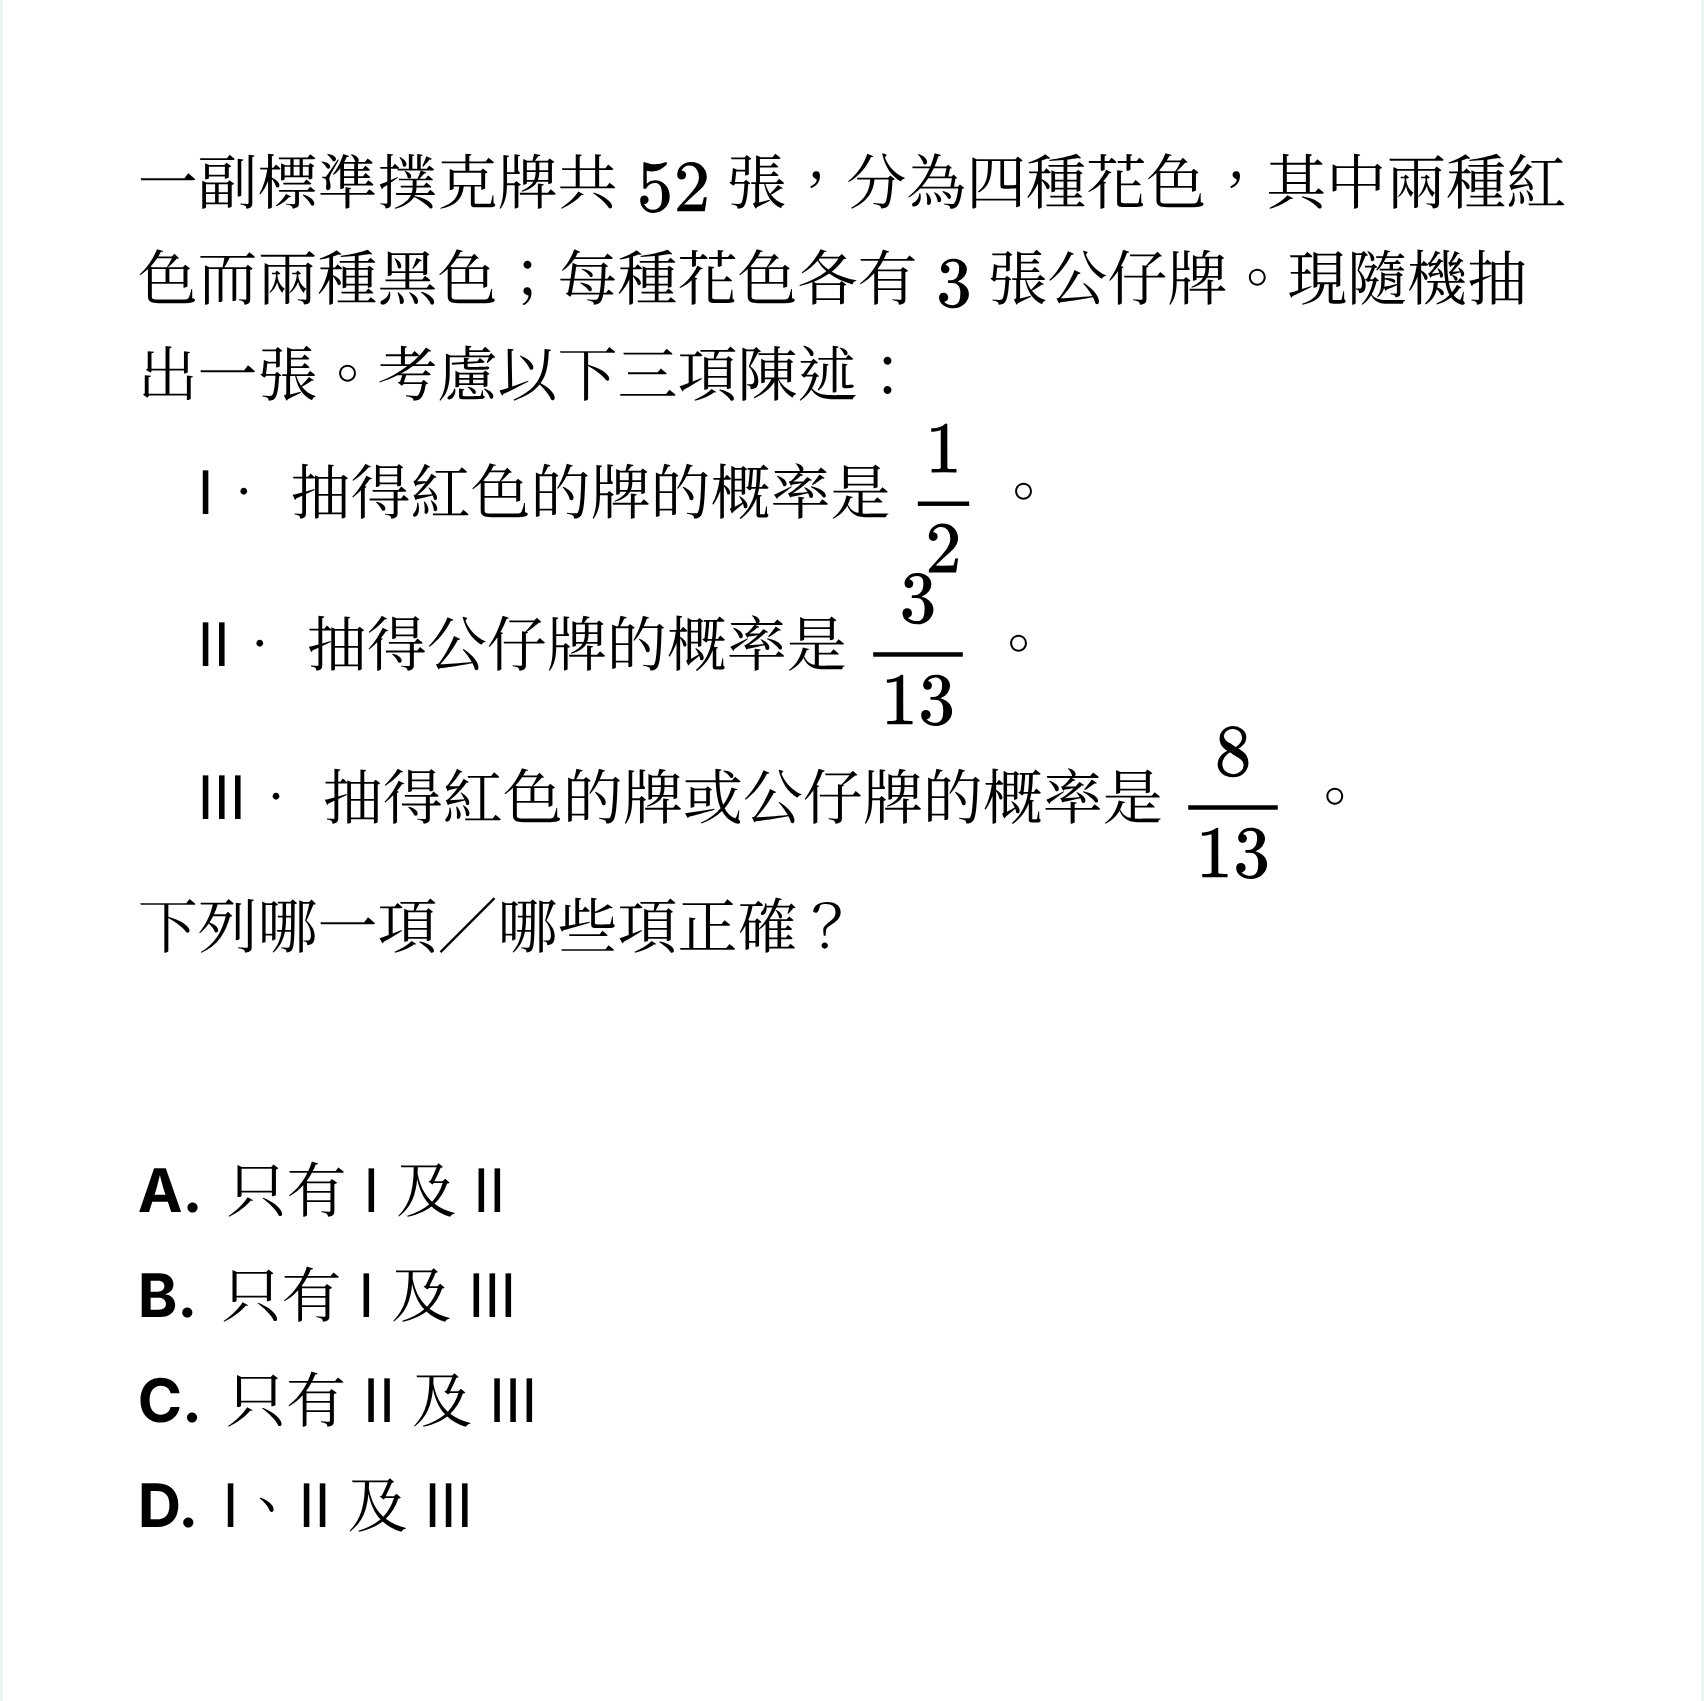 一副標準撲克牌共 52 張，分為四種花色，其中兩種紅
色而兩種黑色；每種花色各有 3 張公仔牌。現隨機抽
出一張。考慮以下三項陳述：
I． 抽得紅色的牌的概率是 1/2 。
II． 抽得公仔牌的概率是 3/13 。
III． 抽得紅色的牌或公仔牌的概率是 8/13 。
下列哪一項／哪些項正確？
A. 只有 I 及 II
B. 只有 I 及 III
C. 只有 II 及 III
D. I、II 及 III